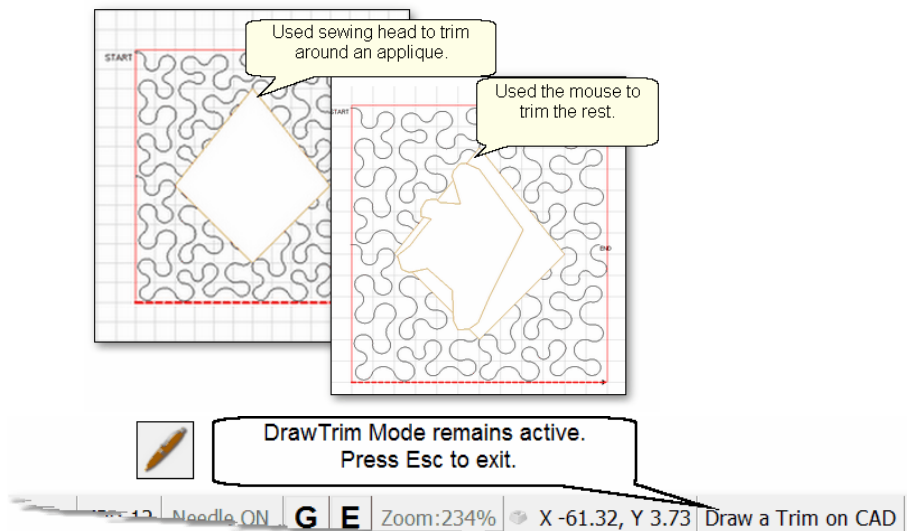 Used sewing head to trim
around an applique.
START
Used the mouse to
trim the rest.
START
END
DrawTrim Mode remains active.
Press Esc to exit.
Needle ON G E Zoom:234% X -61.32, Y 3.73 Draw a Trim on CAD